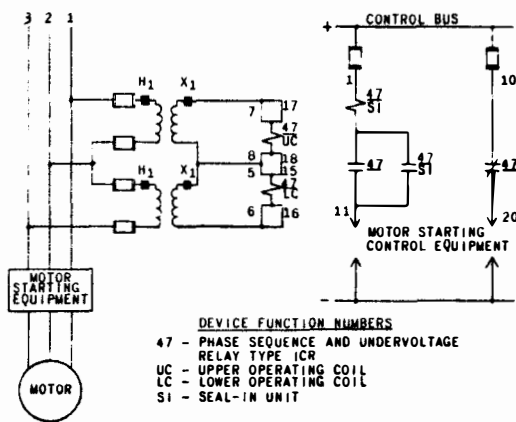 3 2 1
H1 X1
H1 X1
7 17
47
UC
8 18
5 15
47
LC
6 16
MOTOR
STARTING
EQUIPMENT
MOTOR
+ CONTROL BUS
1 10
47
SI
47
47
SI
47
11 20
MOTOR STARTING
CONTROL EQUIPMENT
−
DEVICE FUNCTION NUMBERS
47 - PHASE SEQUENCE AND UNDERVOLTAGE
RELAY TYPE ICR
UC - UPPER OPERATING COIL
LC - LOWER OPERATING COIL
SI - SEAL-IN UNIT